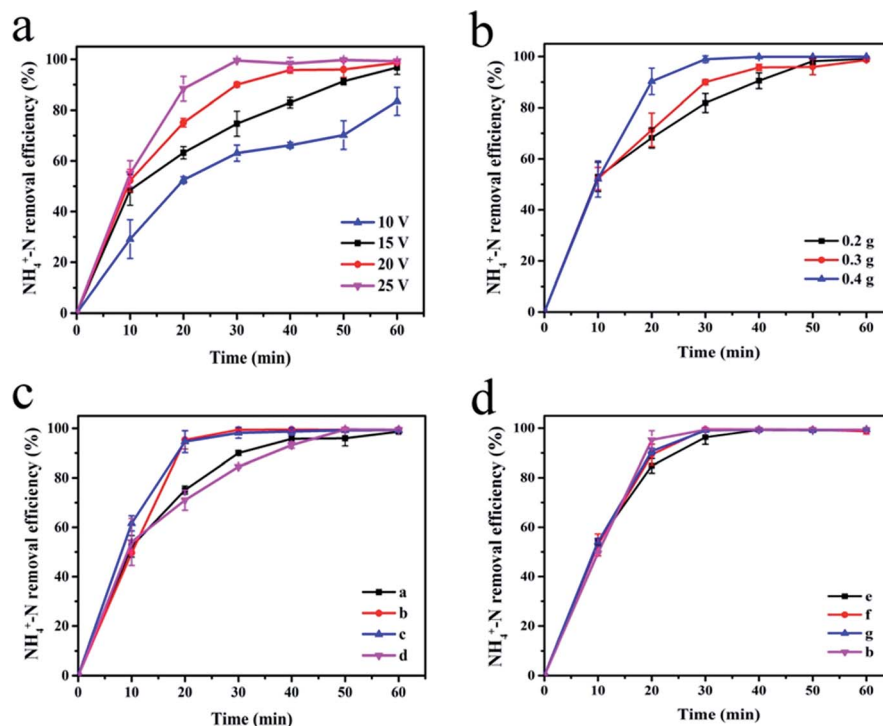 a
NH₄⁺-N removal efficiency (%)
100
80
60
40
20
0
10 V
15 V
20 V
25 V
0 10 20 30 40 50 60
Time (min)
b
NH₄⁺-N removal efficiency (%)
100
80
60
40
20
0
0.2 g
0.3 g
0.4 g
0 10 20 30 40 50 60
Time (min)
c
NH₄⁺-N removal efficiency (%)
100
80
60
40
20
0
a
b
c
d
0 10 20 30 40 50 60
Time (min)
d
NH₄⁺-N removal efficiency (%)
100
80
60
40
20
0
e
f
g
b
0 10 20 30 40 50 60
Time (min)